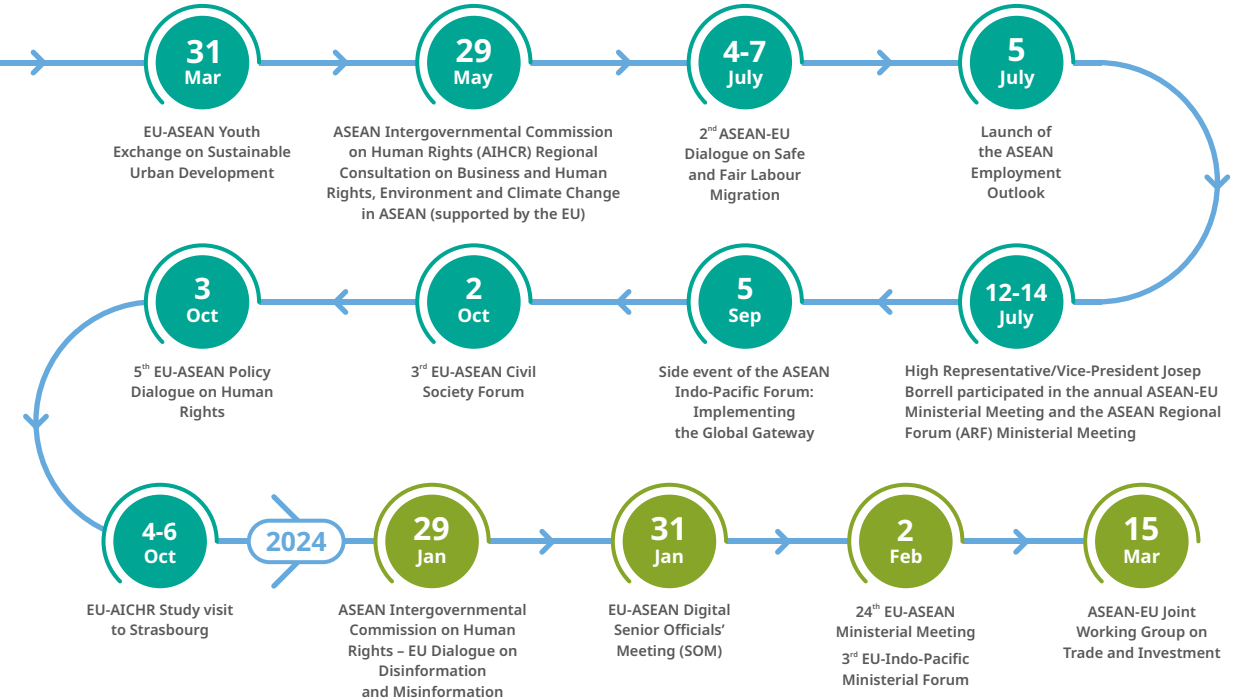 31
Mar
EU-ASEAN Youth
Exchange on Sustainable
Urban Development
29
May
ASEAN Intergovernmental Commission
on Human Rights (AIHCR) Regional
Consultation on Business and Human
Rights, Environment and Climate Change
in ASEAN (supported by the EU)
4-7
July
2nd ASEAN-EU
Dialogue on Safe
and Fair Labour
Migration
5
July
Launch of
the ASEAN
Employment
Outlook
12-14
July
High Representative/Vice-President Josep
Borrell participated in the annual ASEAN-EU
Ministerial Meeting and the ASEAN Regional
Forum (ARF) Ministerial Meeting
5
Sep
Side event of the ASEAN
Indo-Pacific Forum:
Implementing
the Global Gateway
2
Oct
3rd EU-ASEAN Civil
Society Forum
3
Oct
5th EU-ASEAN Policy
Dialogue on Human
Rights
4-6
Oct
EU-AICHR Study visit
to Strasbourg
2024
29
Jan
ASEAN Intergovernmental
Commission on Human
Rights – EU Dialogue on
Disinformation
and Misinformation
31
Jan
EU-ASEAN Digital
Senior Officials’
Meeting (SOM)
2
Feb
24th EU-ASEAN
Ministerial Meeting
3rd EU-Indo-Pacific
Ministerial Forum
15
Mar
ASEAN-EU Joint
Working Group on
Trade and Investment